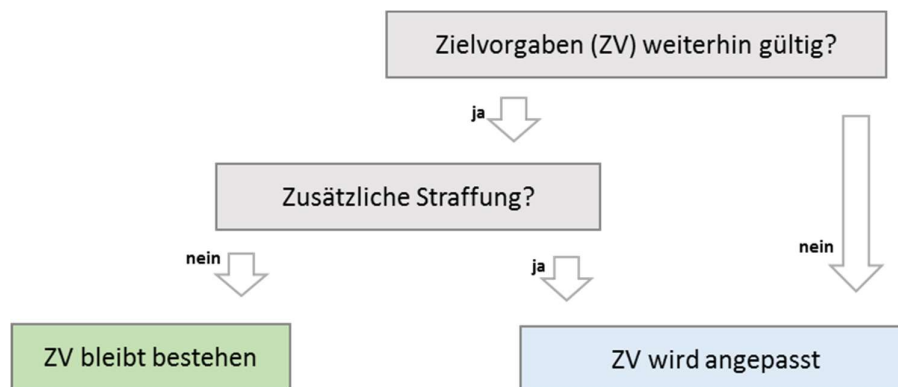 Zielvorgaben (ZV) weiterhin gültig?
ja
Zusätzliche Straffung?
nein
ja
nein
ZV bleibt bestehen
ZV wird angepasst